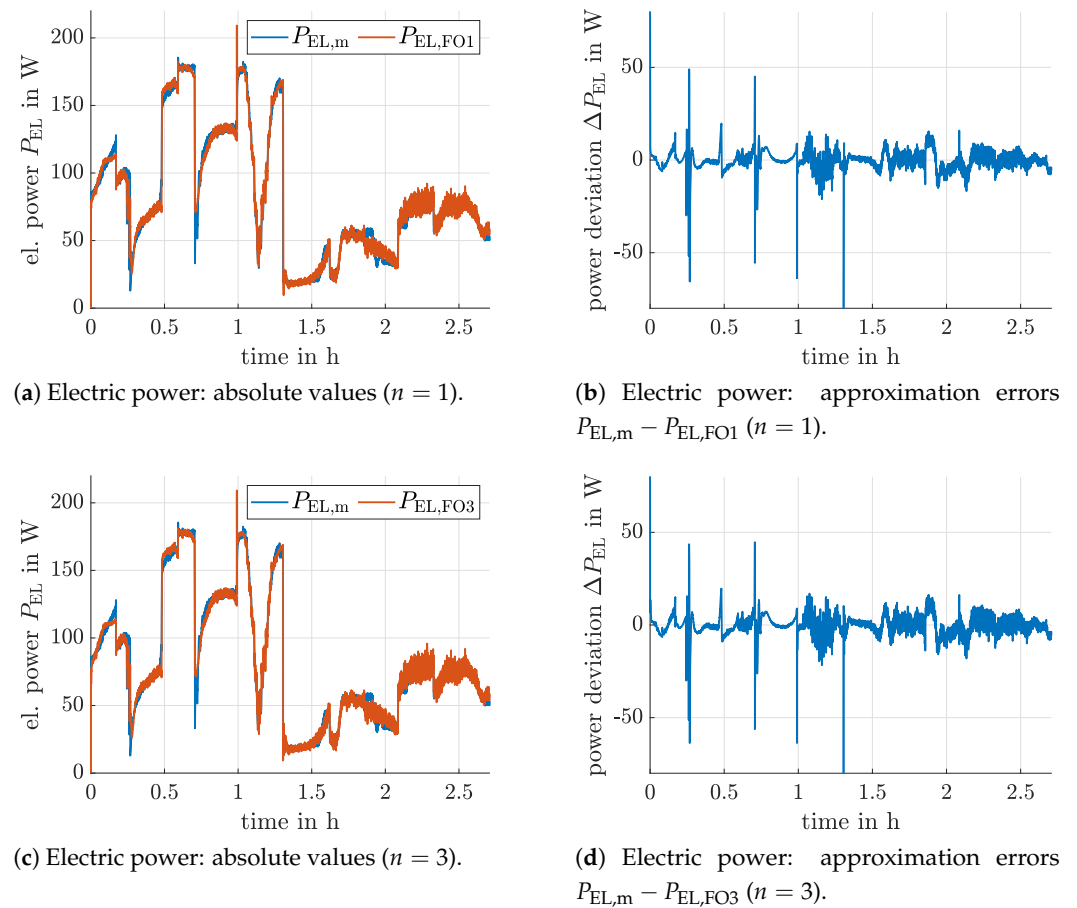 el. power P_EL in W
220
200
150
100
50
0
P_EL,m P_EL,FO1
0 0.5 1 1.5 2 2.5
time in h
(a) Electric power: absolute values (n = 1).
power deviation ΔP_EL in W
50
0
-50
0 0.5 1 1.5 2 2.5
time in h
(b) Electric power: approximation errors
P_EL,m − P_EL,FO1 (n = 1).
el. power P_EL in W
200
150
100
50
0
P_EL,m P_EL,FO3
0 0.5 1 1.5 2 2.5
time in h
(c) Electric power: absolute values (n = 3).
power deviation ΔP_EL in W
50
0
-50
0 0.5 1 1.5 2 2.5
time in h
(d) Electric power: approximation errors
P_EL,m − P_EL,FO3 (n = 3).